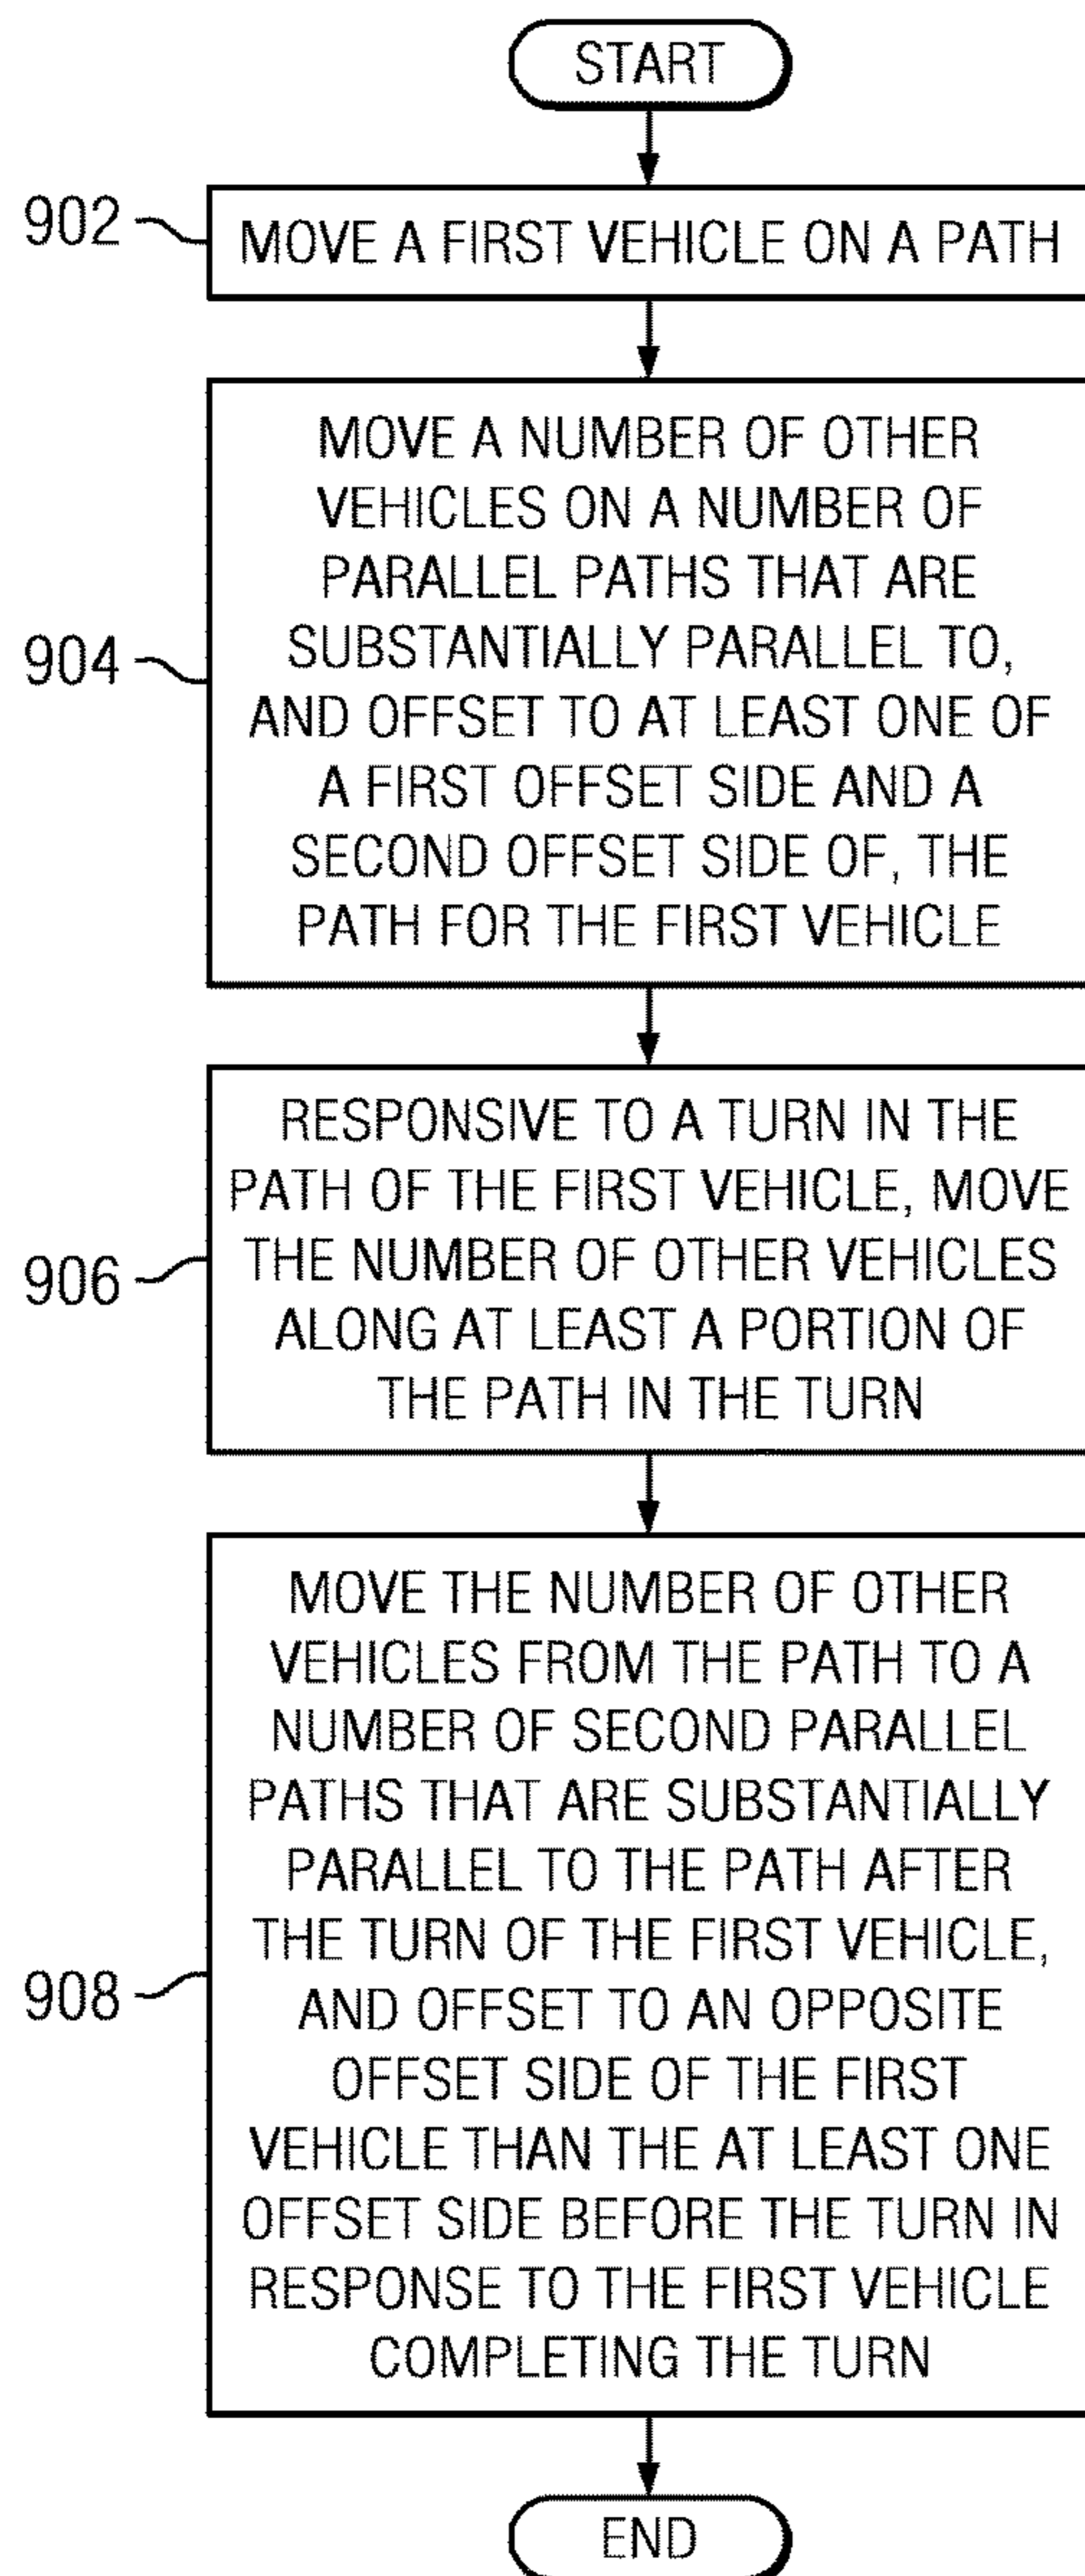 START
902
MOVE A FIRST VEHICLE ON A PATH
904
MOVE A NUMBER OF OTHER
VEHICLES ON A NUMBER OF
PARALLEL PATHS THAT ARE
SUBSTANTIALLY PARALLEL TO,
AND OFFSET TO AT LEAST ONE OF
A FIRST OFFSET SIDE AND A
SECOND OFFSET SIDE OF, THE
PATH FOR THE FIRST VEHICLE
906
RESPONSIVE TO A TURN IN THE
PATH OF THE FIRST VEHICLE, MOVE
THE NUMBER OF OTHER VEHICLES
ALONG AT LEAST A PORTION OF
THE PATH IN THE TURN
908
MOVE THE NUMBER OF OTHER
VEHICLES FROM THE PATH TO A
NUMBER OF SECOND PARALLEL
PATHS THAT ARE SUBSTANTIALLY
PARALLEL TO THE PATH AFTER
THE TURN OF THE FIRST VEHICLE,
AND OFFSET TO AN OPPOSITE
OFFSET SIDE OF THE FIRST
VEHICLE THAN THE AT LEAST ONE
OFFSET SIDE BEFORE THE TURN IN
RESPONSE TO THE FIRST VEHICLE
COMPLETING THE TURN
END